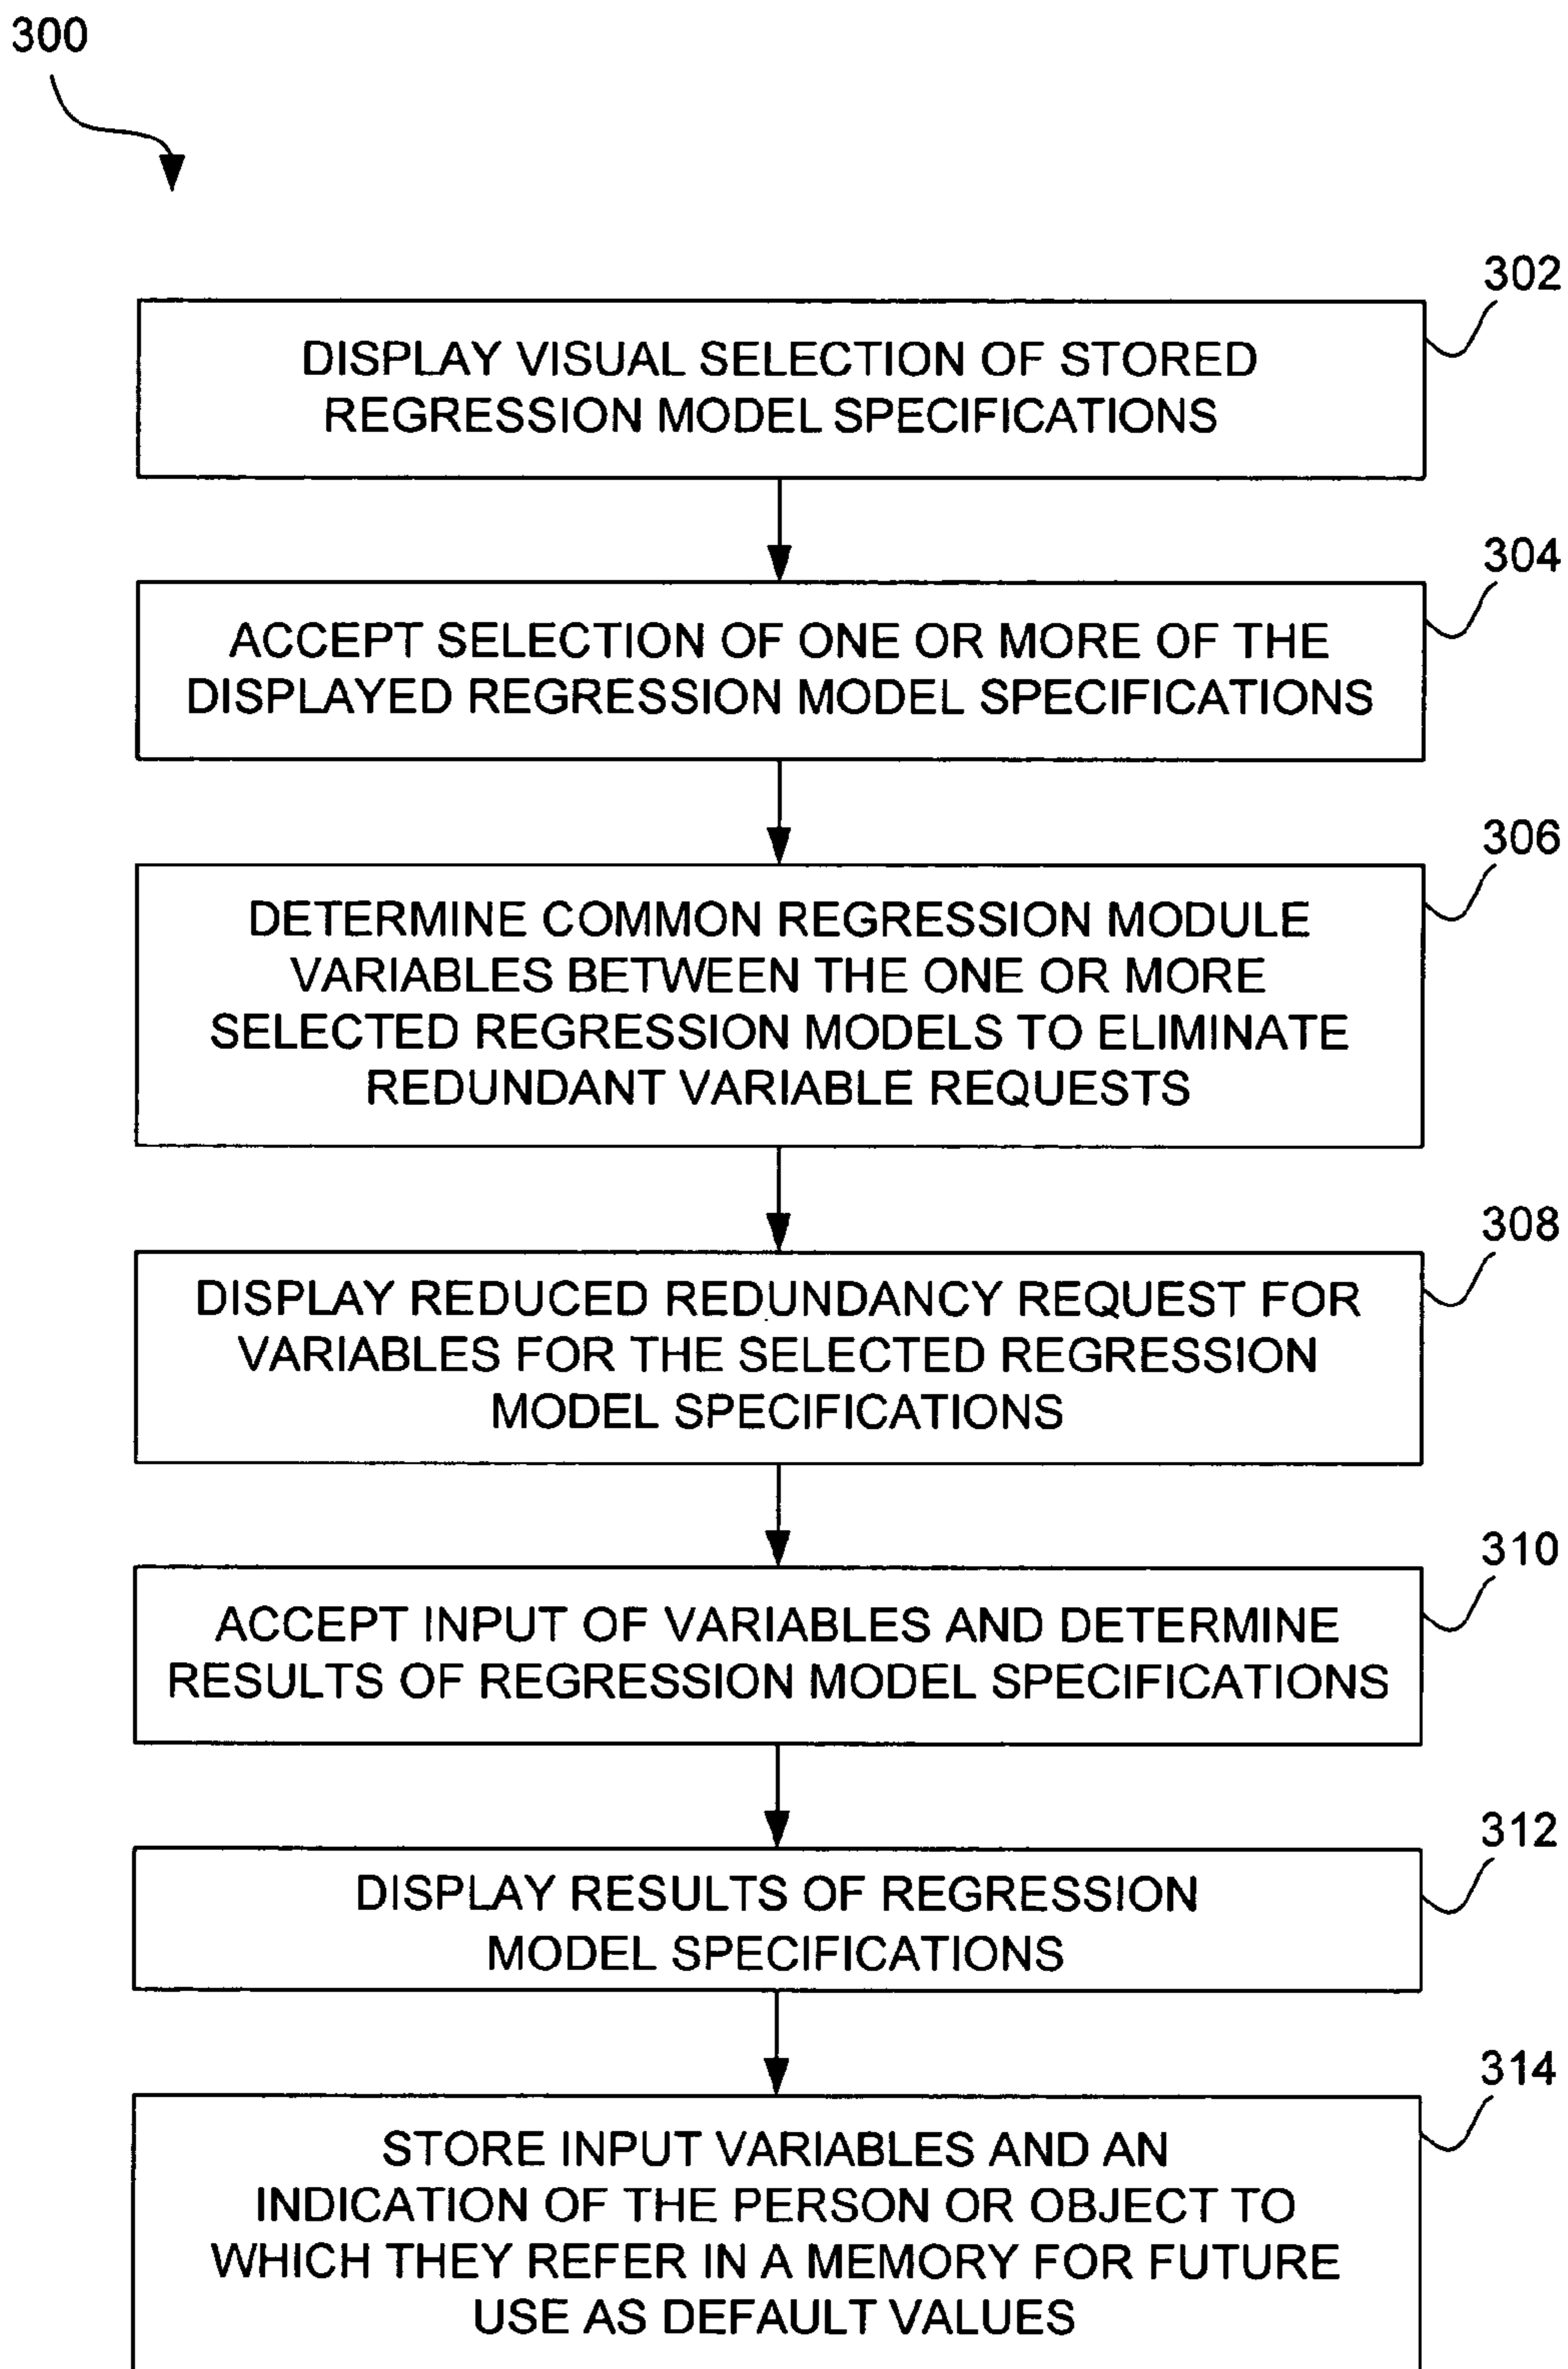 300
302
DISPLAY VISUAL SELECTION OF STORED
REGRESSION MODEL SPECIFICATIONS
304
ACCEPT SELECTION OF ONE OR MORE OF THE
DISPLAYED REGRESSION MODEL SPECIFICATIONS
306
DETERMINE COMMON REGRESSION MODULE
VARIABLES BETWEEN THE ONE OR MORE
SELECTED REGRESSION MODELS TO ELIMINATE
REDUNDANT VARIABLE REQUESTS
308
DISPLAY REDUCED REDUNDANCY REQUEST FOR
VARIABLES FOR THE SELECTED REGRESSION
MODEL SPECIFICATIONS
310
ACCEPT INPUT OF VARIABLES AND DETERMINE
RESULTS OF REGRESSION MODEL SPECIFICATIONS
312
DISPLAY RESULTS OF REGRESSION
MODEL SPECIFICATIONS
314
STORE INPUT VARIABLES AND AN
INDICATION OF THE PERSON OR OBJECT TO
WHICH THEY REFER IN A MEMORY FOR FUTURE
USE AS DEFAULT VALUES